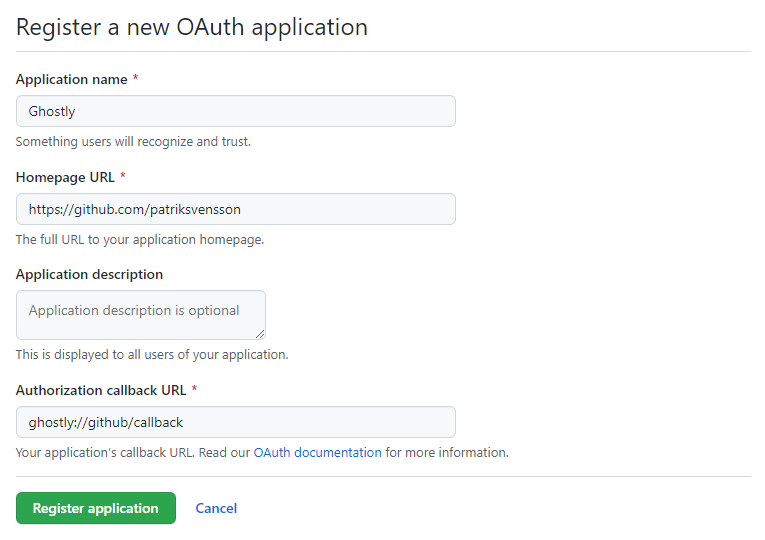 Register a new OAuth application
Application name *
Ghostly
Something users will recognize and trust.
Homepage URL *
https://github.com/patriksvensson
The full URL to your application homepage.
Application description
Application description is optional
This is displayed to all users of your application.
Authorization callback URL *
ghostly://github/callback
Your application's callback URL. Read our OAuth documentation for more information.
Register application Cancel